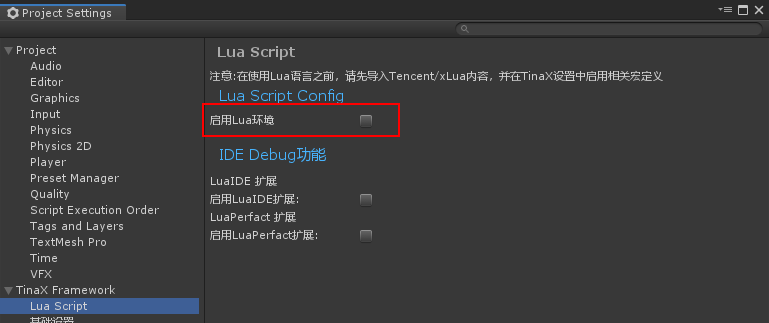 Project Settings
Project
Audio
Editor
Graphics
Input
Physics
Physics 2D
Player
Preset Manager
Quality
Script Execution Order
Tags and Layers
TextMesh Pro
Time
VFX
TinaX Framework
Lua Script
基础设置
Lua Script
注意:在使用Lua语言之前，请先导入Tencent/xLua内容，并在TinaX设置中启用相关宏定义
Lua Script Config
启用Lua环境
IDE Debug功能
LuaIDE 扩展
启用LuaIDE扩展:
LuaPerfact 扩展
启用LuaPerfact扩展: